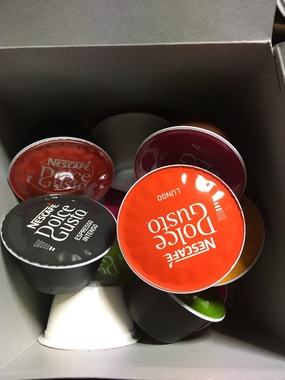 NESCAFÉ
Dolce
Gusto
NESCAFÉ
Dolce
Gusto
ESPRESSO
INTENSO
NESCAFÉ
Dolce
Gusto
LUNGO